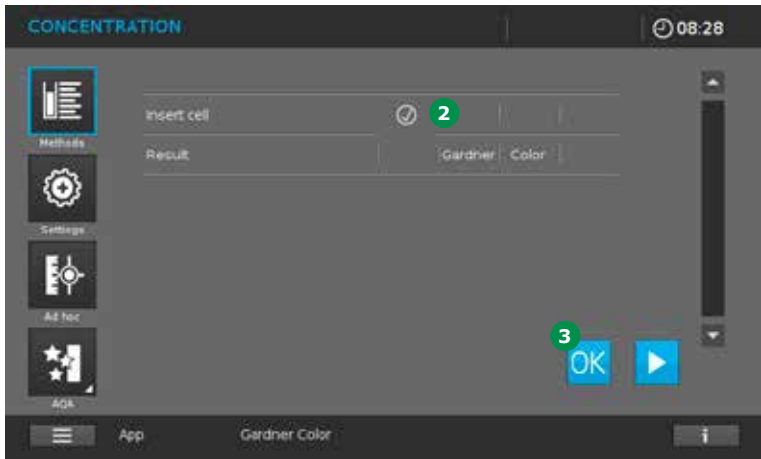 CONCENTRATION 08:28
Methods
Insert cell 2
Result Gardner Color
Settings
Ad hoc
3
OK
AQA
App Gardner Color i